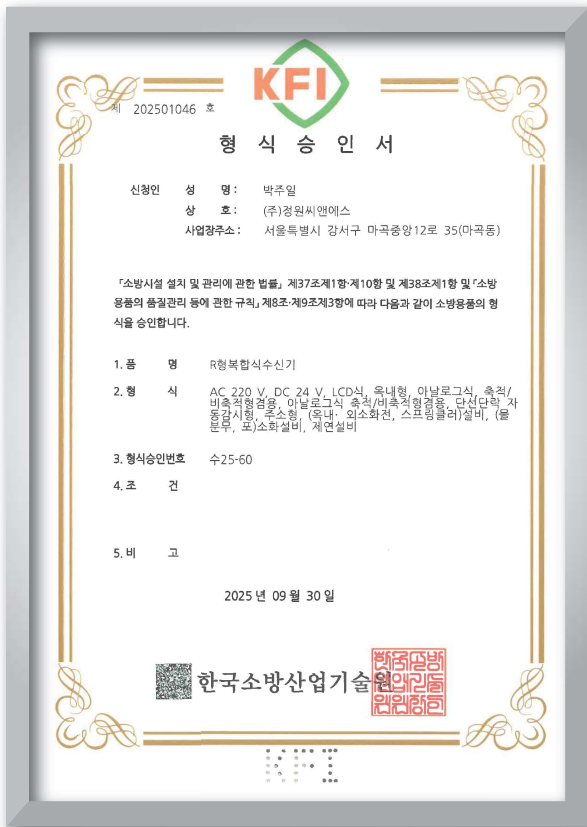 KFI
제 202501046 호
형 식 승 인 서
신청인 성 명 : 박주일
상 호 : (주)정원씨앤에스
사업장주소 : 서울특별시 강서구 마곡중앙12로 35(마곡동)
「소방시설 설치 및 관리에 관한 법률」 제37조제1항·제10항 및 제38조제1항 및 「소방
용품의 품질관리 등에 관한 규칙」 제8조·제9조제3항에 따라 다음과 같이 소방용품의 형
식을 승인합니다.
1. 품 명 R형복합식수신기
2. 형 식 AC 220 V, DC 24 V, LCD식, 옥내형, 아날로그식, 축적/
비축적형겸용, 아날로그식 축적/비축적형겸용, 단선단락 자
동감시형, 주소형, (옥내· 외소화전, 스프링클러)설비, (물
분무, 포)소화설비, 제연설비
3. 형식승인번호 수25-60
4. 조 건
5. 비 고
2025 년 09 월 30 일
한국소방산업기술원
KFI